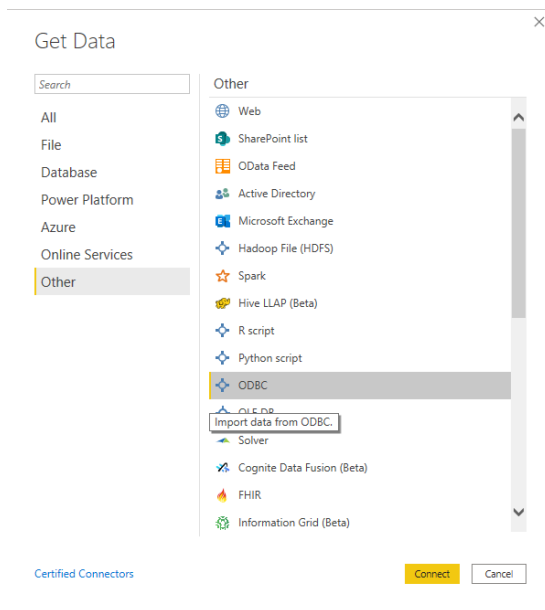 Get Data
Search
All
File
Database
Power Platform
Azure
Online Services
Other
Other
Web
SharePoint list
OData Feed
Active Directory
Microsoft Exchange
Hadoop File (HDFS)
Spark
Hive LLAP (Beta)
R script
Python script
ODBC
OLE DB
Import data from ODBC.
Solver
Cognite Data Fusion (Beta)
FHIR
Information Grid (Beta)
Certified Connectors
Connect
Cancel